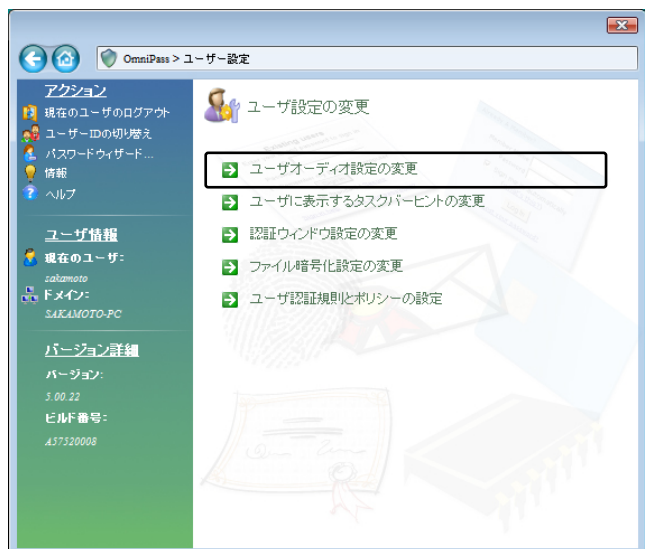 OmniPass > ユーザー設定
アクション
現在のユーザのログアウト
ユーザーIDの切り替え
パスワードウィザード...
情報
ヘルプ
ユーザ情報
現在のユーザ:
sakamoto
ドメイン:
SAKAMOTO-PC
バージョン詳細
バージョン:
5.00.22
ビルド番号:
A57520008
ユーザ設定の変更
ユーザオーディオ設定の変更
ユーザに表示するタスクバーヒントの変更
認証ウィンドウ設定の変更
ファイル暗号化設定の変更
ユーザ認証規則とポリシーの設定